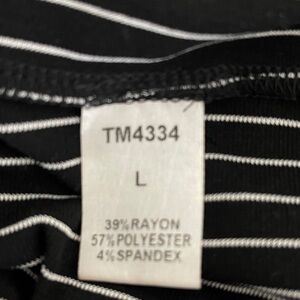 TM4334
L
39%RAYON
57%POLYESTER
4%SPANDEX